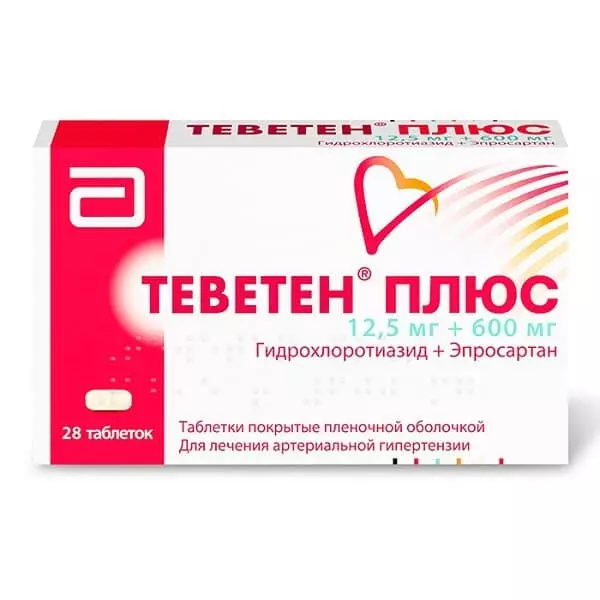 ТЕВЕТЕН® ПЛЮС
12,5 мг + 600 мг
Гидрохлоротиазид + Эпросартан
ТЕВЕТЕН® ПЛЮС
12,5 мг + 600 мг
Гидрохлоротиазид + Эпросартан
28 таблеток
Таблетки покрытые пленочной оболочкой
Для лечения артериальной гипертензии